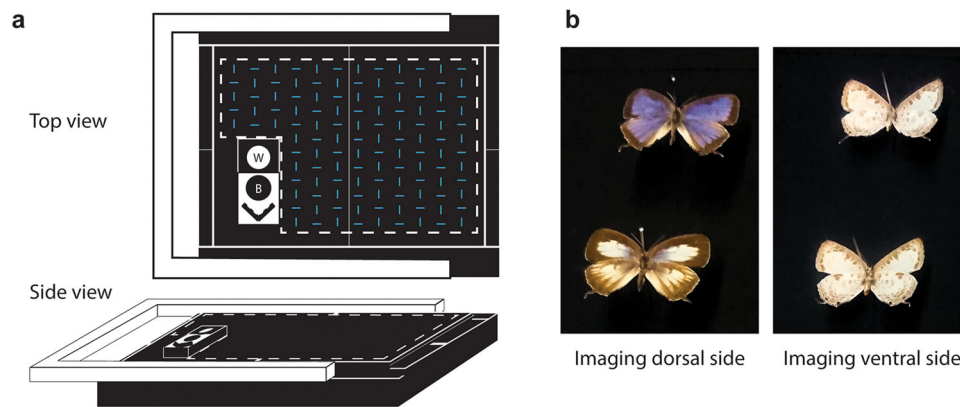 a
Top view
W
B
Side view
b
Imaging dorsal side
Imaging ventral side